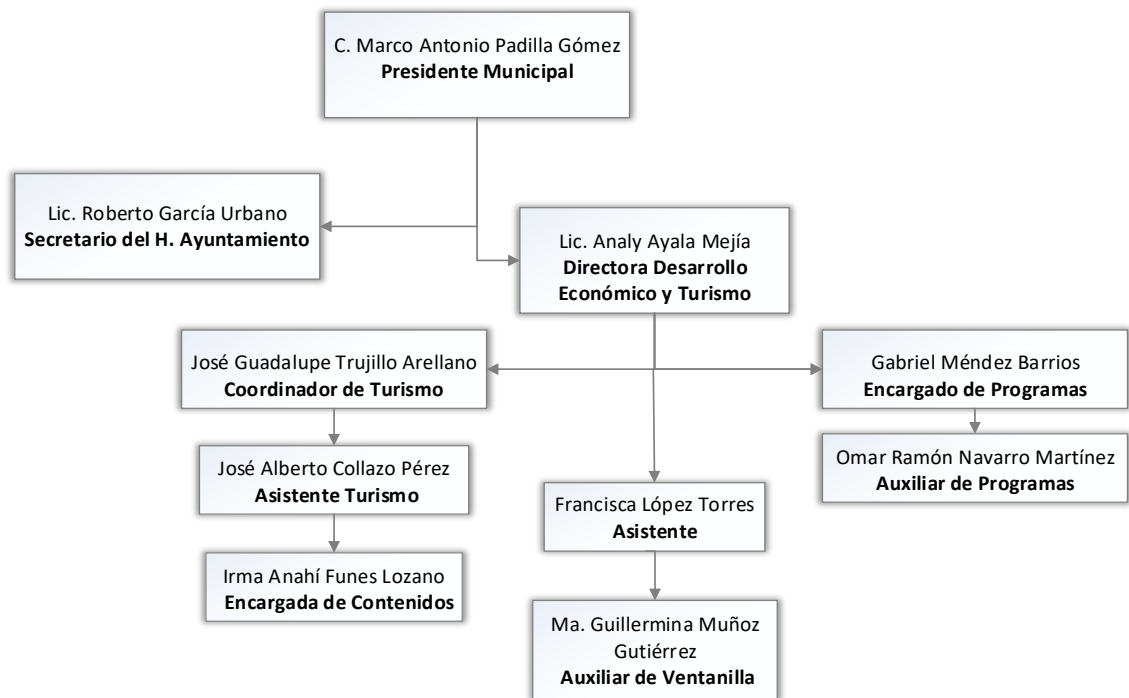 C. Marco Antonio Padilla Gómez
Presidente Municipal
Lic. Roberto García Urbano
Secretario del H. Ayuntamiento
Lic. Analy Ayala Mejía
Directora Desarrollo
Económico y Turismo
José Guadalupe Trujillo Arellano
Coordinador de Turismo
Gabriel Méndez Barrios
Encargado de Programas
José Alberto Collazo Pérez
Asistente Turismo
Omar Ramón Navarro Martínez
Auxiliar de Programas
Francisca López Torres
Asistente
Irma Anahí Funes Lozano
Encargada de Contenidos
Ma. Guillermina Muñoz
Gutiérrez
Auxiliar de Ventanilla